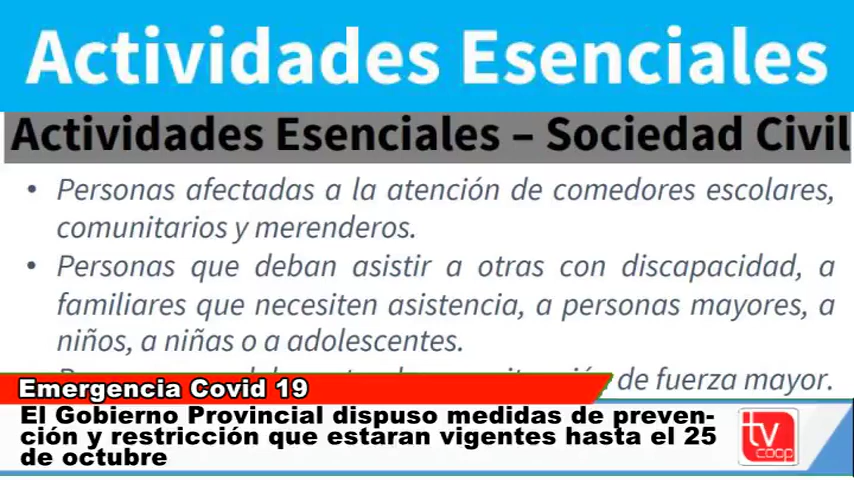 Actividades Esenciales
Actividades Esenciales – Sociedad Civil
• Personas afectadas a la atención de comedores escolares,
comunitarios y merenderos.
• Personas que deban asistir a otras con discapacidad, a
familiares que necesiten asistencia, a personas mayores, a
niños, a niñas o a adolescentes.
de fuerza mayor.
Emergencia Covid 19
El Gobierno Provincial dispuso medidas de preven-
ción y restricción que estaran vigentes hasta el 25
de octubre
tv
coop